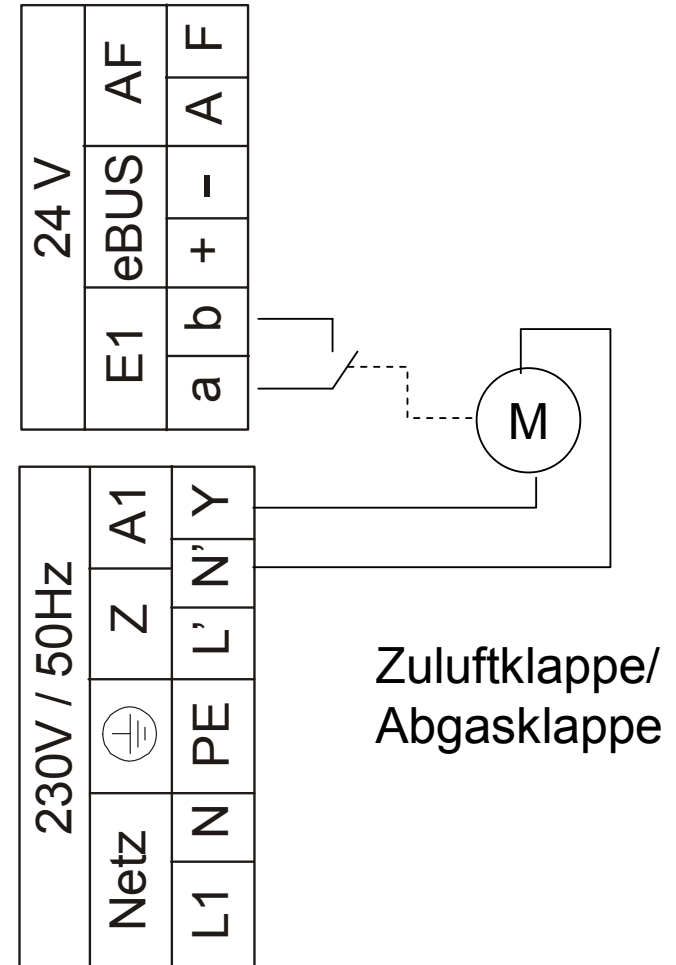 24 V
E1 eBUS AF
a b + - A F
230V / 50Hz
Netz Z A1
L1 N PE L’ N’ Y
M
Zuluftklappe/
Abgasklappe